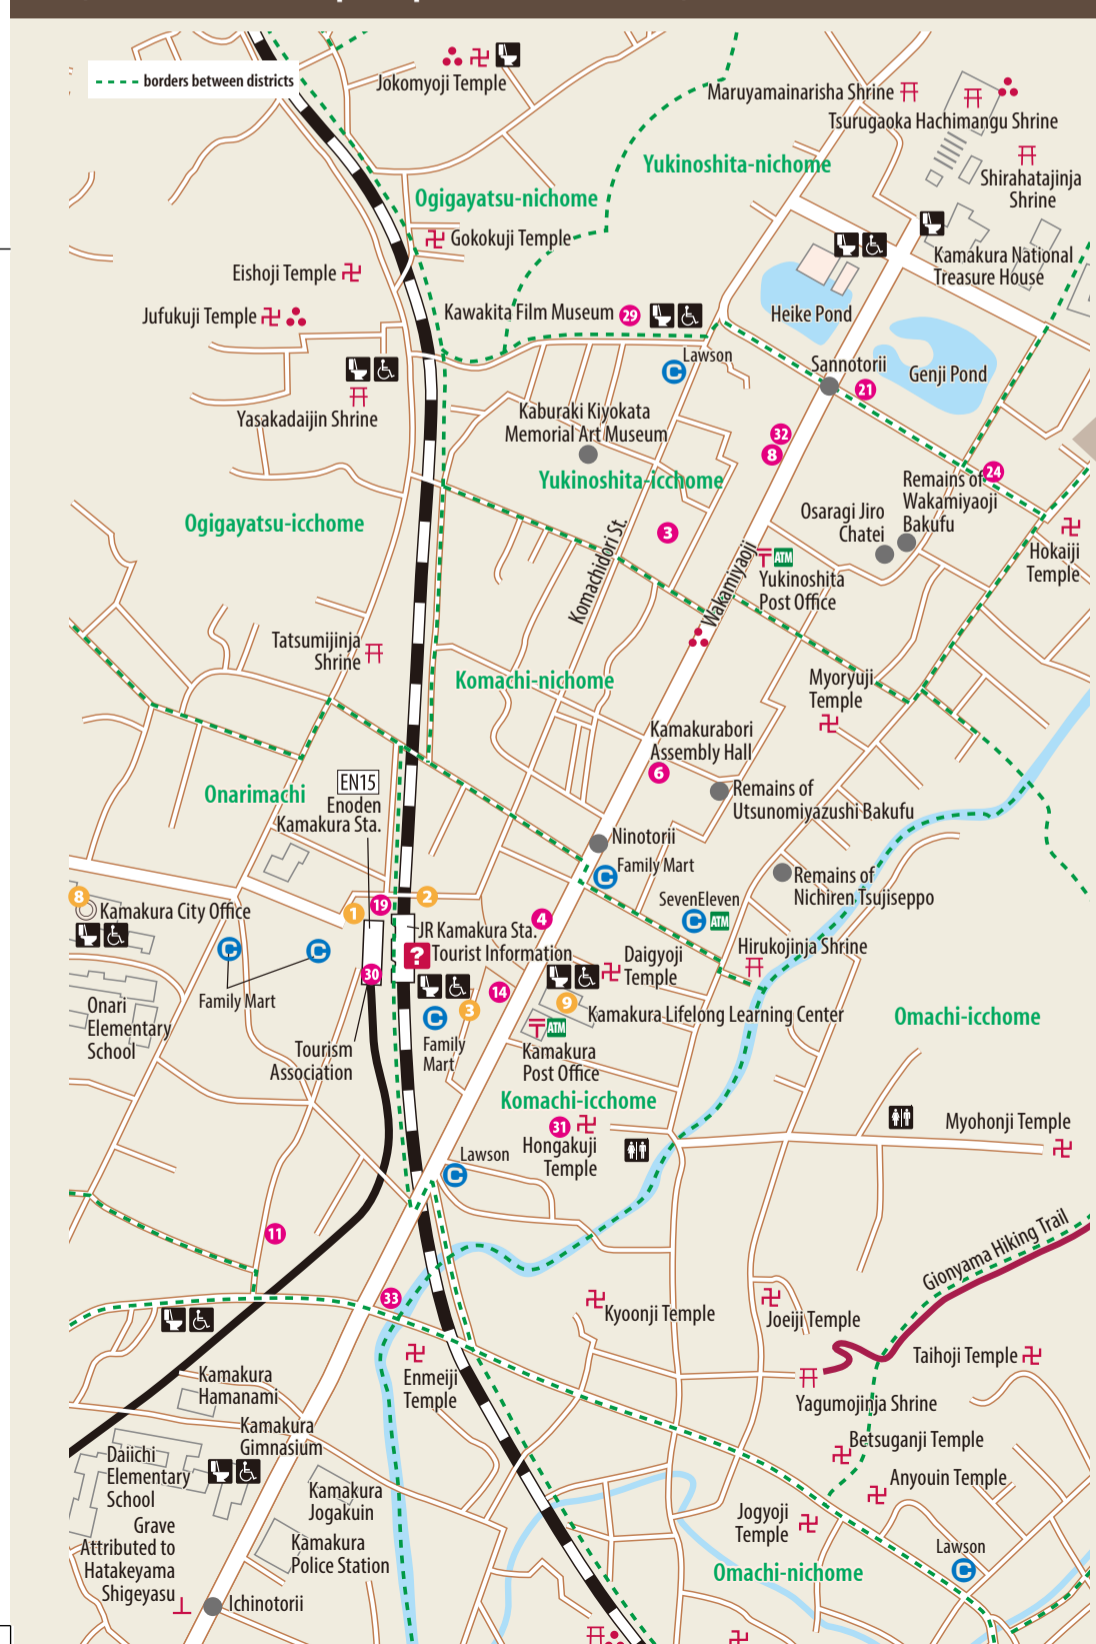 borders between districts
Jokomyoji Temple
Maruyamainarisha Shrine
Tsurugaoka Hachimangu Shrine
Yukinoshita-nichome
Shirahatajinja
Shrine
Ogigayatsu-nichome
Gokokuji Temple
Kamakura National
Treasure House
Eishoji Temple
Jufukuji Temple
Kawakita Film Museum
29
Heike Pond
Lawson
Sannotorii
21
Genji Pond
Yasakadaijin Shrine
Kaburaki Kiyokata
Memorial Art Museum
32
8
Yukinoshita-icchome
24
Remains of
Wakamiyaoji
Bakufu
Osaragi Jiro
Chatei
Ogigayatsu-icchome
3
Hokaiji
Temple
Komachidori St.
Wakamiyaoji
ATM
Yukinoshita
Post Office
Tatsumijinja
Shrine
Komachi-nichome
Myoryuji
Temple
Kamakurabori
Assembly Hall
6
EN15
Enoden
Kamakura Sta.
Onarimachi
Remains of
Utsunomiyazushi Bakufu
Ninotorii
Family Mart
Remains of
Nichiren Tsujiseppo
8
Kamakura City Office
1
19
2
4
SevenEleven
ATM
JR Kamakura Sta.
?
Tourist Information
Hirukojinja Shrine
Daigyoji
Temple
Family Mart
30
14
9
3
Kamakura Lifelong Learning Center
Omachi-icchome
Onari
Elementary
School
Tourism
Association
Family
Mart
ATM
Kamakura
Post Office
Komachi-icchome
31
Hongakuji
Temple
Myohonji Temple
Lawson
11
Gionyama Hiking Trail
33
Kyoonji Temple
Joeiji Temple
Taihoji Temple
Enmeiji
Temple
Kamakura
Hamanami
Yagumojinja Shrine
Kamakura
Gimnasium
Betsuganji Temple
Daiichi
Elementary
School
Anyouin Temple
Kamakura
Jogakuin
Jogyoji
Temple
Grave
Attributed to
Hatakeyama
Shigeyasu
Kamakura
Police Station
Lawson
Omachi-nichome
Ichinotorii